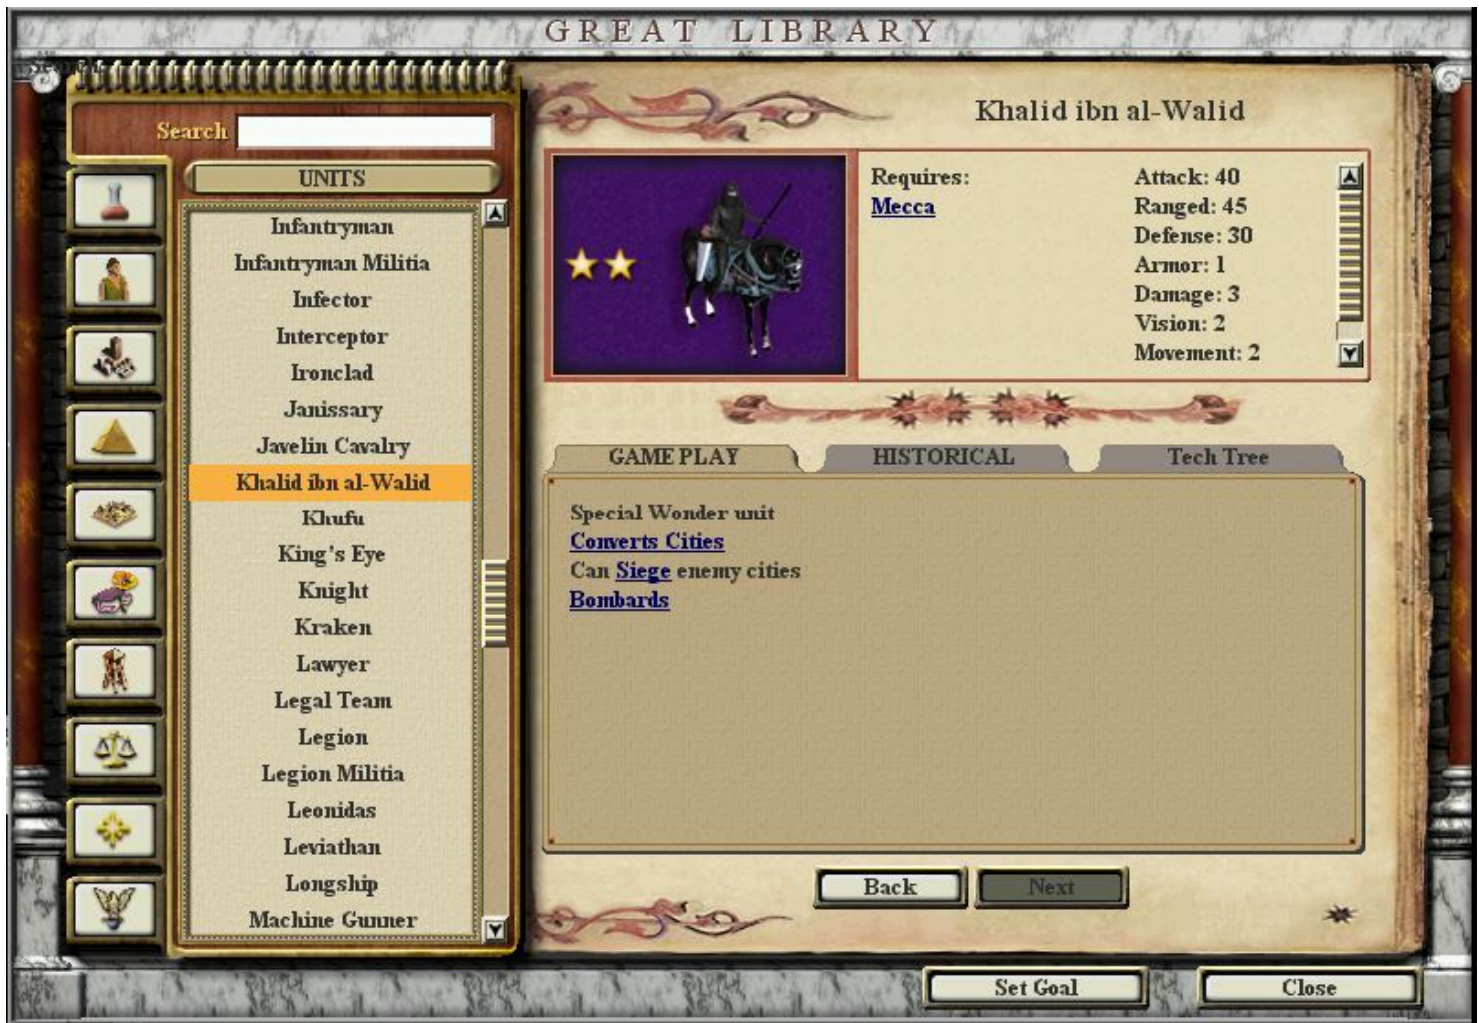 GREAT LIBRARY
Search
UNITS
Infantryman
Infantryman Militia
Infector
Interceptor
Ironclad
Janissary
Javelin Cavalry
Khalid ibn al-Walid
Khufu
King's Eye
Knight
Kraken
Lawyer
Legal Team
Legion
Legion Militia
Leonidas
Leviathan
Longship
Machine Gunner
Khalid ibn al-Walid
Requires:
Mecca
Attack: 40
Ranged: 45
Defense: 30
Armor: 1
Damage: 3
Vision: 2
Movement: 2
GAMEPLAY
HISTORICAL
Tech Tree
Special Wonder unit
Converts Cities
Can Siege enemy cities
Bombards
Back
Next
Set Goal
Close